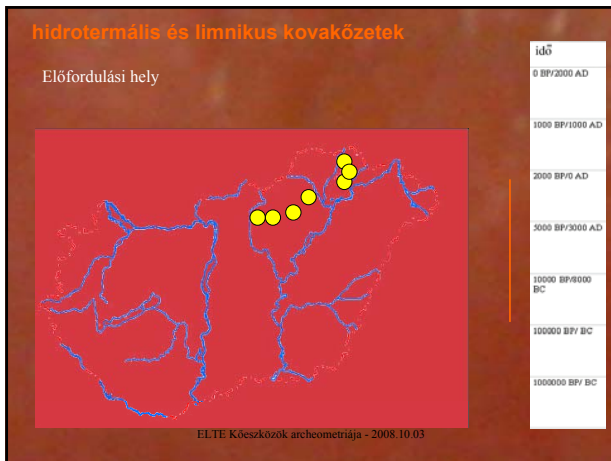 hidrotermális és limnikus kovakőzetek
Előfordulási hely
idő
0 BP/2000 AD
1000 BP/1000 AD
2000 BP/0 AD
5000 BP/3000 AD
10000 BP/8000
BC
100000 BP/ BC
1000000 BP/ BC
ELTE Kőeszközök archeometriája - 2008.10.03